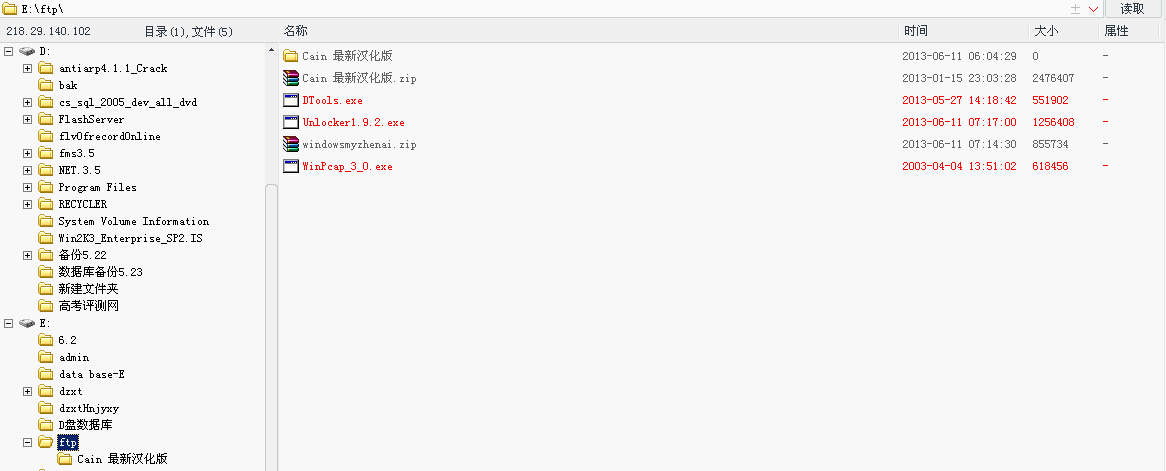 E:\ftp\ 读取
218.29.140.102 目录(1),文件(5) 名称 时间 大小 属性
D:
antiarp4.1.1_Crack
bak
cs_sql_2005_dev_all_dvd
FlashServer
flvOfrecordOnline
fms3.5
NET.3.5
Program Files
RECYCLER
System Volume Information
Win2K3_Enterprise_SP2.IS
备份5.22
数据库备份5.23
新建文件夹
高考评测网
E:
6.2
admin
data base-E
dzxt
dzxtHnjyxy
D盘数据库
ftp
Cain 最新汉化版
Cain 最新汉化版 2013-06-11 06:04:29 0 -
Cain 最新汉化版.zip 2013-01-15 23:03:28 2476407 -
DTools.exe 2013-05-27 14:18:42 551902 -
Unlocker1.9.2.exe 2013-06-11 07:17:00 1256408 -
windowsmyzhenai.zip 2013-06-11 07:14:30 855734 -
WinPcap_3_0.exe 2003-04-04 13:51:02 618456 -